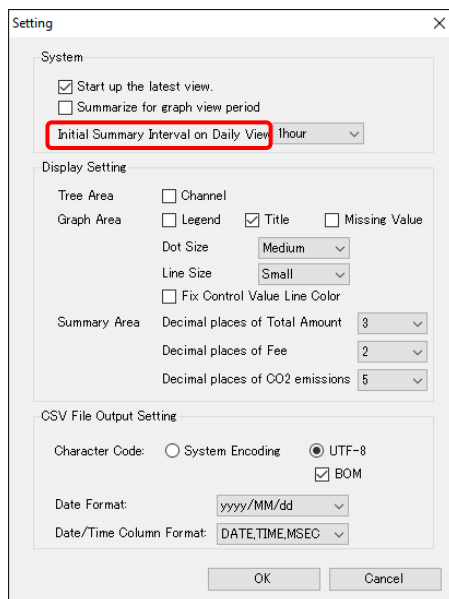 Setting
System
Start up the latest view.
Summarize for graph view period
Initial Summary Interval on Daily View 1hour
Display Setting
Tree Area Channel
Graph Area Legend Title Missing Value
Dot Size Medium
Line Size Small
Fix Control Value Line Color
Summary Area Decimal places of Total Amount 3
Decimal places of Fee 2
Decimal places of CO2 emissions 5
CSV File Output Setting
Character Code: System Encoding UTF-8
BOM
Date Format: yyyy/MM/dd
Date/Time Column Format: DATE,TIME,MSEC
OK Cancel